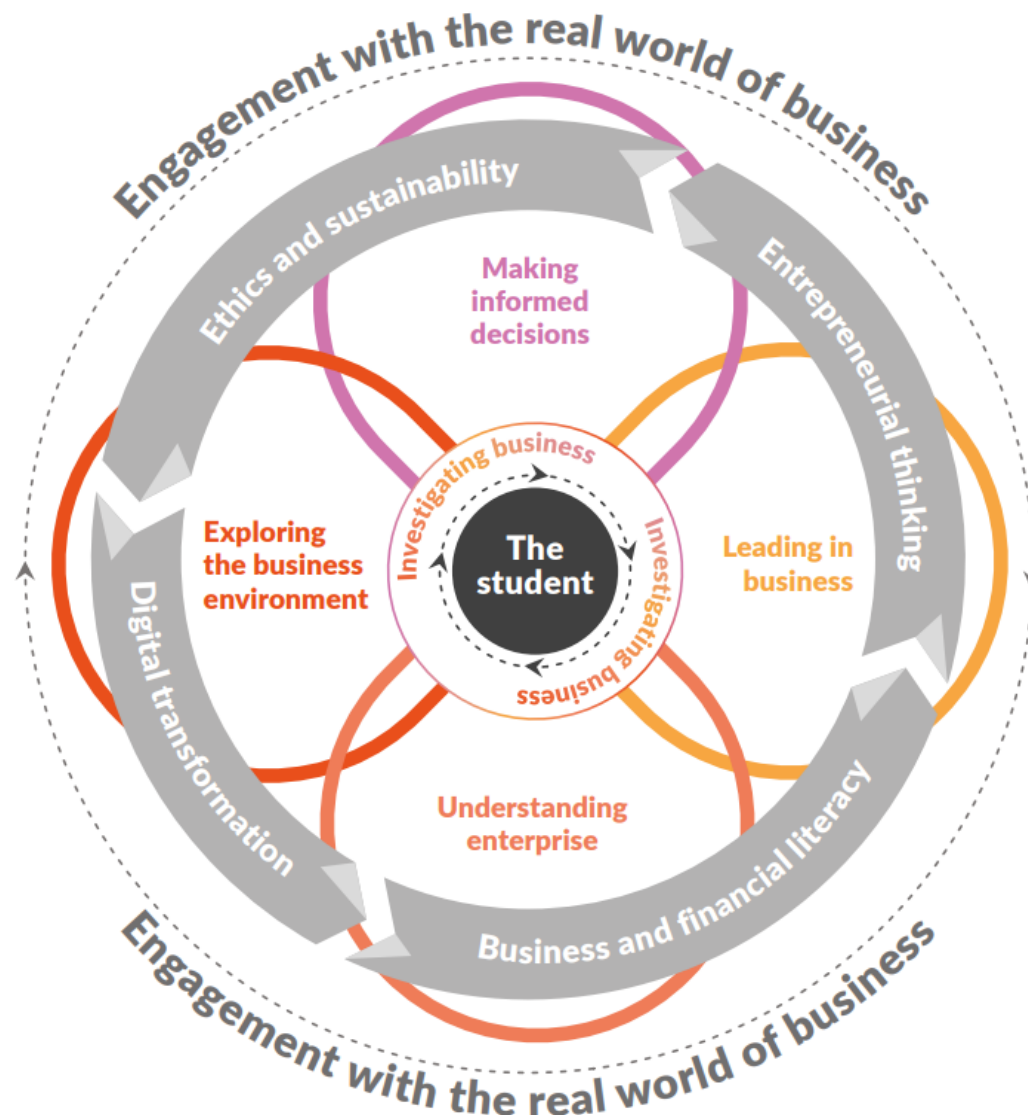 Engagement with the real world of business
Ethics and sustainability
Entrepreneurial thinking
Making
informed
decisions
Investigating business
Investigating business
The
student
Exploring
the business
environment
Leading in
business
Digital transformation
Understanding
enterprise
Business and financial literacy
Engagement with the real world of business